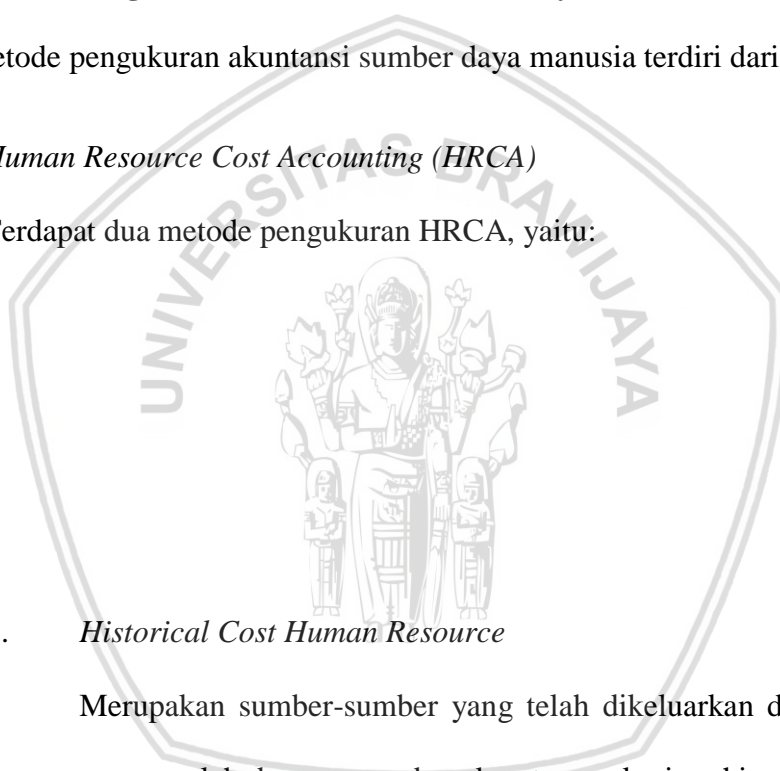 etode pengukuran akuntansi sumber daya manusia terdiri dari
Human Resource Cost Accounting (HRCA)
UNIVERSITAS BRAWIJAYA
Terdapat dua metode pengukuran HRCA, yaitu:
. Historical Cost Human Resource
Merupakan sumber-sumber yang telah dikeluarkan d